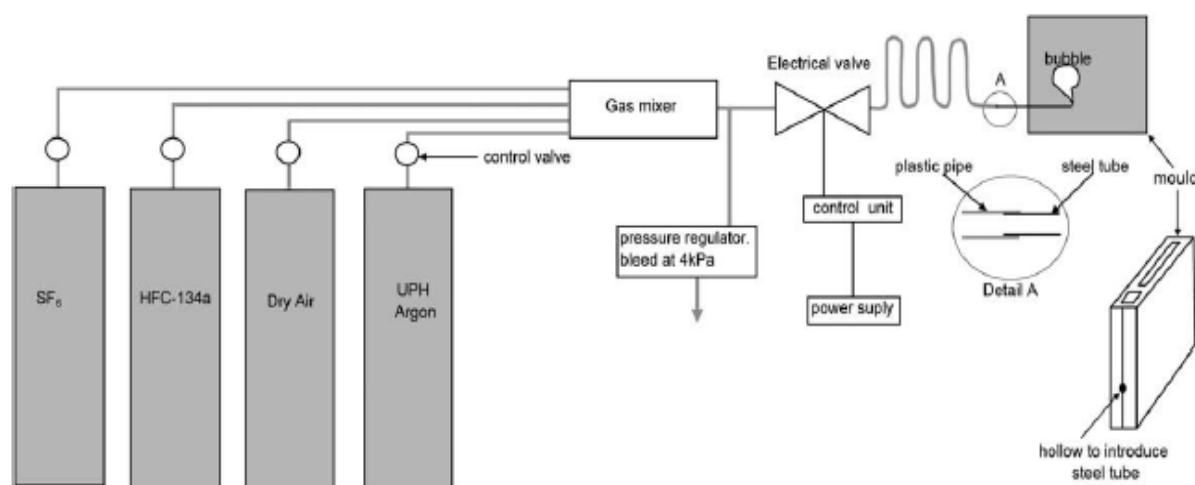 bubble
Electrical valve
A
Gas mixer
control valve
plastic pipe
steel tube
mould
control unit
pressure regulator.
bleed at 4kPa
SF₆
HFC-134a
Dry Air
UPH
Argon
Detail A
power suply
hollow to introduce
steel tube